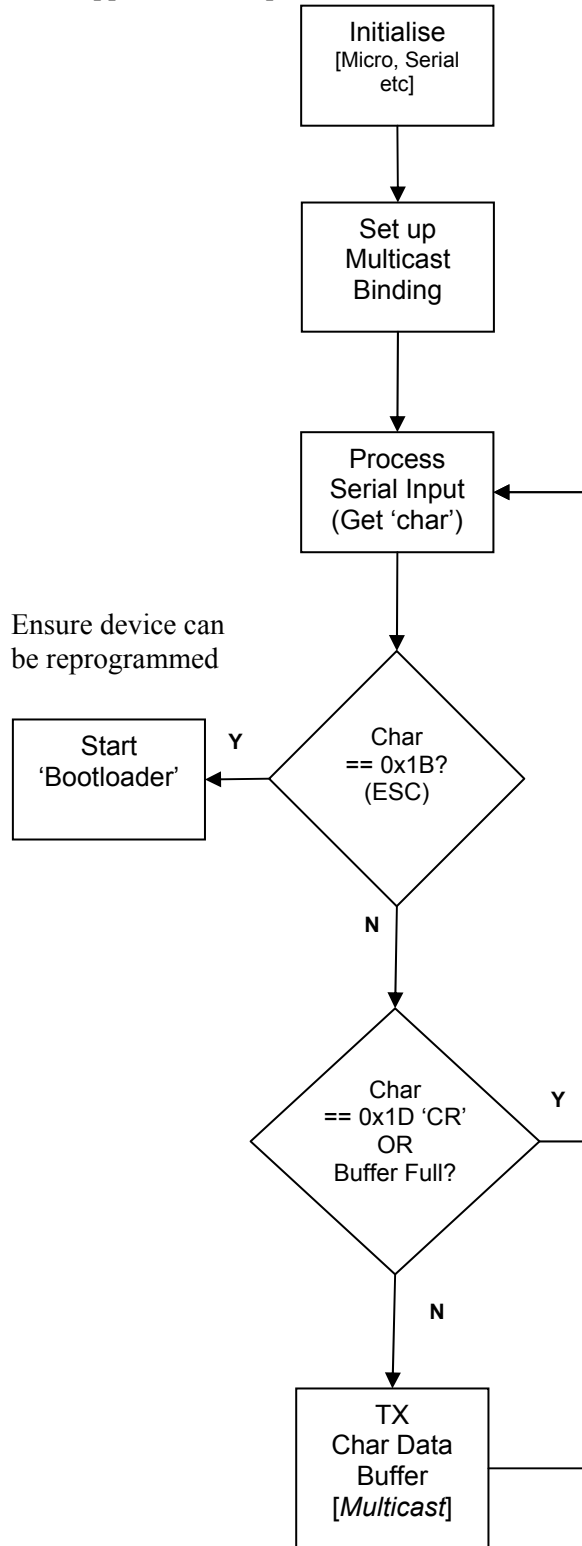 Initialise
[Micro, Serial
etc]
Set up
Multicast
Binding
Process
Serial Input
(Get ‘char’)
Ensure device can
be reprogrammed
Start
‘Bootloader’
Y
Char
== 0x1B?
(ESC)
N
Char
== 0x1D ‘CR’
OR
Buffer Full?
Y
N
TX
Char Data
Buffer
[Multicast]